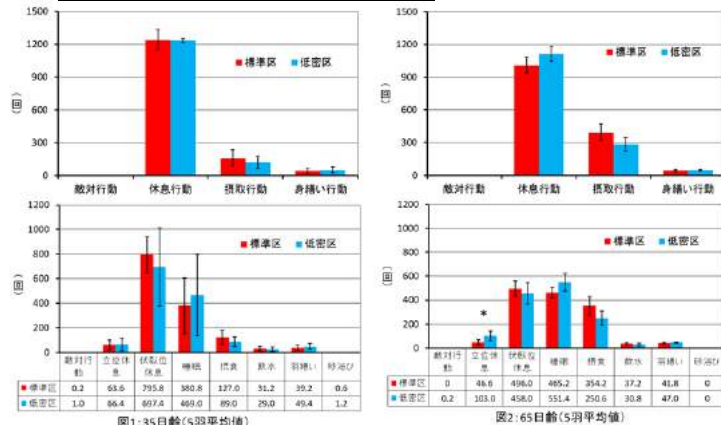 1500
1200
900
600
300
0
(回)
標準区 低密区
敵対行動 休息行動 摂取行動 身繕い行動
1500
1200
900
600
300
0
(回)
標準区 低密区
敵対行動 休息行動 摂取行動 身繕い行動
1200
1000
800
600
400
200
0
(回)
標準区 低密区
敵対行動 立位休息 伏臥位休息 睡眠 摂食 飲水 羽繕い 砂浴び
標準区 0.2 63.6 795.8 380.8 127.0 31.2 39.2 0.6
低密区 1.0 66.4 697.4 469.0 89.0 29.0 49.4 1.2
図1:35日齢(5羽平均値)
1200
1000
800
600
400
200
0
(回)
標準区 低密区
*
敵対行動 立位休息 伏臥位休息 睡眠 摂食 飲水 羽繕い 砂浴び
標準区 0 46.6 496.0 465.2 354.2 37.2 41.8 0
低密区 0.2 103.0 458.0 551.4 250.6 30.8 47.0 0
図2:65日齢(5羽平均値)